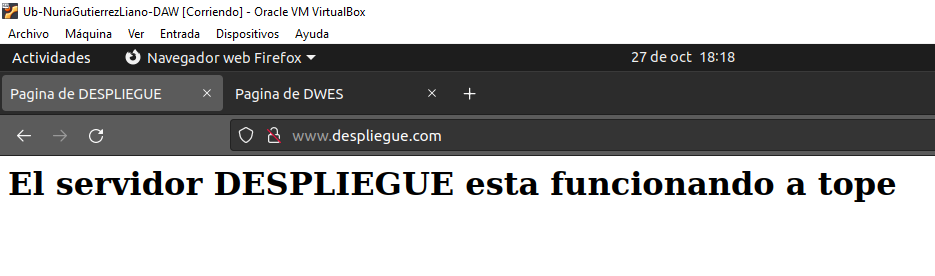 Ub-NuriaGutierrezLiano-DAW [Corriendo] - Oracle VM VirtualBox
Archivo Máquina Ver Entrada Dispositivos Ayuda
Actividades Navegador web Firefox 27 de oct 18:18
Pagina de DESPLIEGUE Pagina de DWES
www.despliegue.com
El servidor DESPLIEGUE esta funcionando a tope